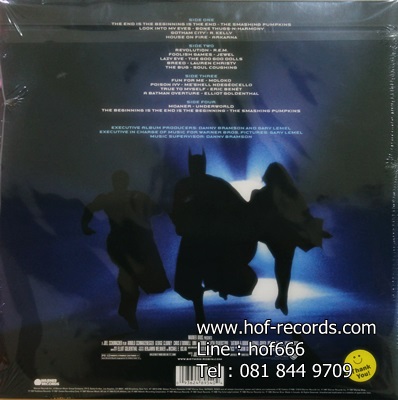 SIDE ONE
THE END IS THE BEGINNING IS THE END - THE SMASHING PUMPKINS
LOOK INTO MY EYES - BONE THUGS-N-HARMONY
GOTHAM CITY - R. KELLY
HOUSE ON FIRE - ARKARNA
SIDE TWO
REVOLUTION - R.E.M.
FOOLISH GAMES - JEWEL
LAZY EYE - THE GOO GOO DOLLS
BREED - LAUREN CHRISTY
THE BUG - SOUL COUGHING
SIDE THREE
FUN FOR ME - MOLOKO
POISON IVY - ME'SHELL NDEGÉOCELLO
TRUE TO MYSELF - ERIC BENÉT
A BATMAN OVERTURE - ELLIOT GOLDENTHAL
SIDE FOUR
MOANER - UNDERWORLD
THE BEGINNING IS THE END IS THE BEGINNING - THE SMASHING PUMPKINS
EXECUTIVE ALBUM PRODUCERS: DANNY BRAMSON AND GARY LEMEL
EXECUTIVE IN CHARGE OF MUSIC FOR WARNER BROS. PICTURES: GARY LEMEL
MUSIC SUPERVISOR: DANNY BRAMSON
www.hof-records.com
Line : hof666
Tel : 081 844 9709
Thank You!